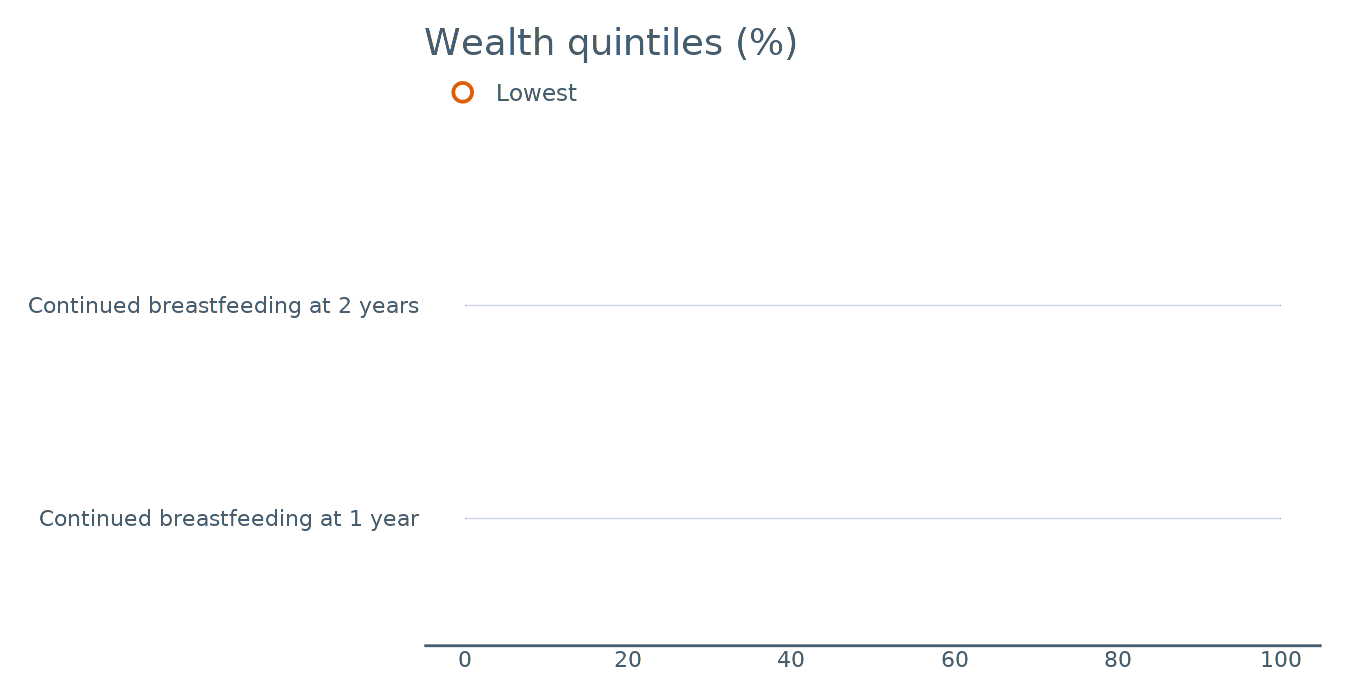 Wealth quintiles (%)
Lowest
Continued breastfeeding at 2 years
Continued breastfeeding at 1 year
0 20 40 60 80 100